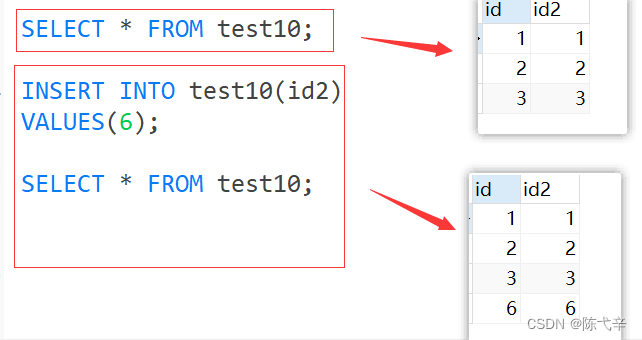 SELECT * FROM test10;
id id2
1 1
2 2
3 3
INSERT INTO test10(id2)
VALUES(6);
SELECT * FROM test10;
id id2
1 1
2 2
3 3
6 6
CSDN @陈弋辛